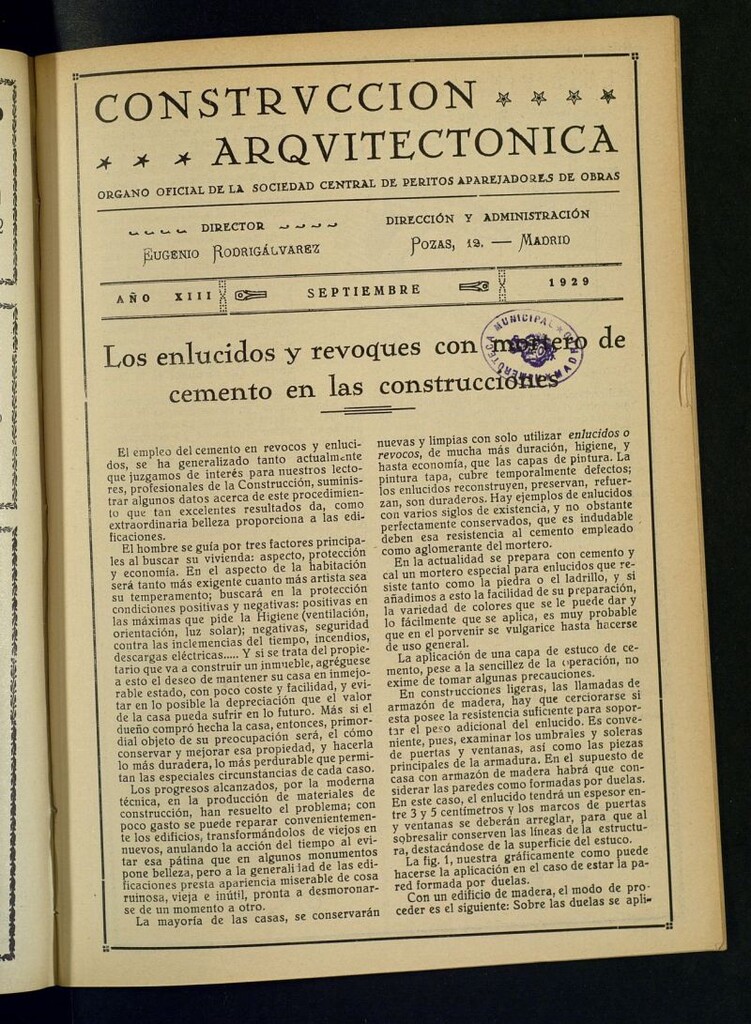 CONSTRVCCION
ARQVITECTONICA
ORGANO OFICIAL DE LA SOCIEDAD CENTRAL DE PERITOS APAREJADORES DE OBRAS
DIRECTOR
EUGENIO RODRIGÁLVAREZ
DIRECCIÓN Y ADMINISTRACIÓN
POZAS, 12. — MADRID
AÑO XIII
SEPTIEMBRE
1929
Los enlucidos y revoques con mortero de
cemento en las construcciones
El empleo del cemento en revocos y enluci-
dos, se ha generalizado tanto actualmente
que juzgamos de interés para nuestros lecto-
res, profesionales de la Construcción, suminis-
trar algunos datos acerca de este procedimien-
to que tan excelentes resultados da, como
extraordinaria belleza proporciona a las edi-
ficaciones.
El hombre se guía por tres factores principa-
les al buscar su vivienda: aspecto, protección
y economía. En el aspecto de la habitación
será tanto más exigente cuanto más artista sea
su temperamento; buscará en la protección
condiciones positivas y negativas: positivas en
las máximas que pide la Higiene (ventilación,
orientación, luz solar); negativas, seguridad
contra las inclemencias del tiempo, incendios,
descargas eléctricas..... Y si se trata del propie-
tario que va a construir un inmueble, agréguese
a esto el deseo de mantener su casa en inmejo-
rable estado, con poco coste y facilidad, y evi-
tar en lo posible la depreciación que el valor
de la casa pueda sufrir en lo futuro. Más si el
dueño compró hecha la casa, entonces, primor-
dial objeto de su preocupación será, el cómo
conservar y mejorar esa propiedad, y hacerla
lo más duradera, lo más perdurable que permi-
tan las especiales circunstancias de cada caso.
Los progresos alcanzados, por la moderna
técnica, en la producción de materiales de
construcción, han resuelto el problema; con
poco gasto se puede reparar convenientemen-
te los edificios, transformándolos de viejos en
nuevos, anulando la acción del tiempo al evi-
tar esa pátina que en algunos monumentos
pone belleza, pero a la generalidad de las edi-
ficaciones presta apariencia miserable de cosa
ruinosa, vieja e inútil, pronta a desmoronar-
se de un momento a otro.
La mayoría de las casas, se conservarán
nuevas y limpias con solo utilizar enlucidos o
revocos, de mucha más duración, higiene, y
hasta economía, que las capas de pintura. La
pintura tapa, cubre temporalmente defectos;
los enlucidos reconstruyen, preservan, refuer-
zan, son duraderos. Hay ejemplos de enlucidos
con varios siglos de existencia, y no obstante
perfectamente conservados, que es indudable
deben esa resistencia al cemento empleado
como aglomerante del mortero.
En la actualidad se prepara con cemento y
cal un mortero especial para enlucidos que re-
siste tanto como la piedra o el ladrillo, y si
añadimos a esto la facilidad de su preparación,
la variedad de colores que se le puede dar y
lo fácilmente que se aplica, es muy probable
que en el porvenir se vulgarice hasta hacerse
de uso general.
La aplicación de una capa de estuco de ce-
mento, pese a la sencillez de la operación, no
exime de tomar algunas precauciones.
En construcciones ligeras, las llamadas de
armazón de madera, hay que cerciorarse si
esta posee la resistencia suficiente para sopor-
tar el peso adicional del enlucido. Es conve-
niente, pues, examinar los umbrales y soleras
de puertas y ventanas, así como las piezas
principales de la armadura. En el supuesto de
casa con armazón de madera habrá que con-
siderar las paredes como formadas por duelas.
En este caso, el enlucido tendrá un espesor en-
tre 3 y 5 centímetros y los marcos de puertas
y ventanas se deberán arreglar, para que al
sobresalir conserven las líneas de la estructu-
ra, destacándose de la superficie del estuco.
La fig. 1, nuestra gráficamente como puede
hacerse la aplicación en el caso de estar la pa-
red formada por duelas.
Con un edificio de madera, el modo de pro-
ceder es el siguiente: Sobre las duelas se apli-
HEMEROTECA MUNICIPAL
MADRID